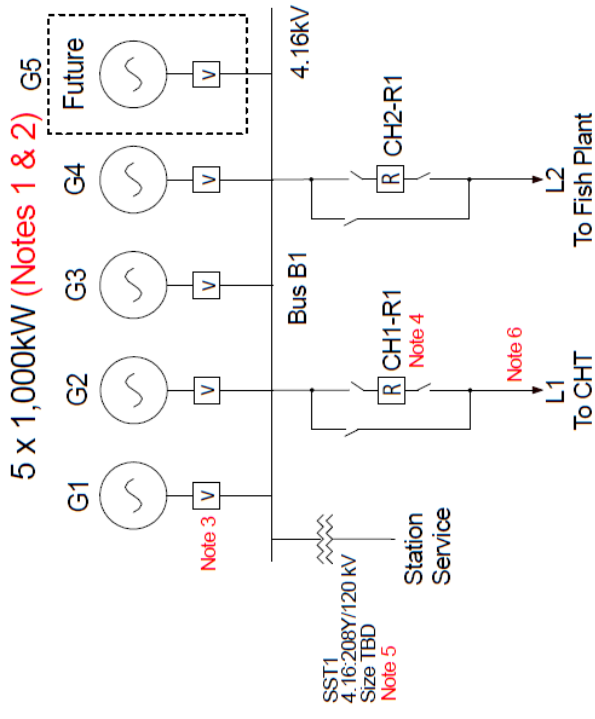 5 x 1,000kW (Notes 1 & 2)
G1
G2
G3
G4
G5
Future
V
V
V
V
V
Note 3
Bus B1
4.16kV
SST1
4.16:208Y/120 kV
Size TBD
Note 5
Station
Service
R
CH1-R1
Note 4
Note 6
L1
To CHT
R
CH2-R1
L2
To Fish Plant